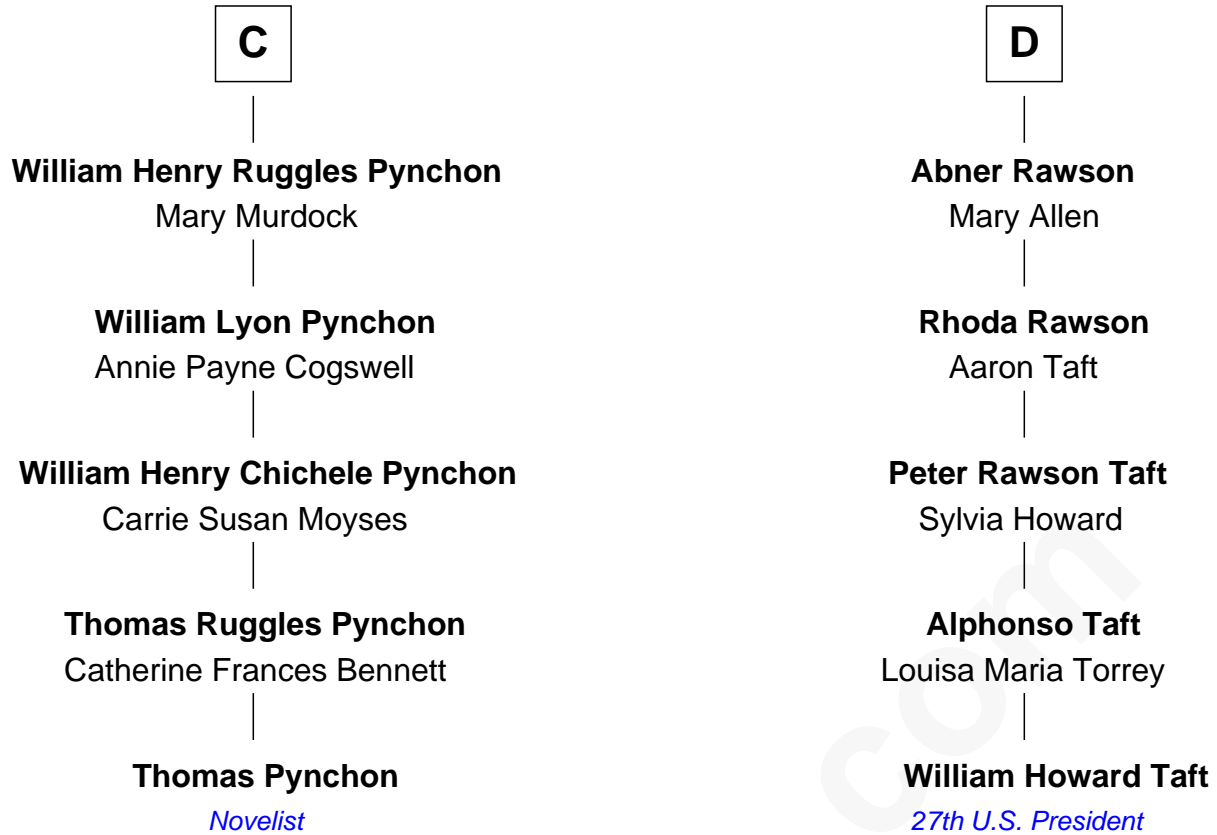 C
William Henry Ruggles Pynchon
Mary Murdock
William Lyon Pynchon
Annie Payne Cogswell
William Henry Chichele Pynchon
Carrie Susan Moyses
Thomas Ruggles Pynchon
Catherine Frances Bennett
Thomas Pynchon
Novelist
D
Abner Rawson
Mary Allen
Rhoda Rawson
Aaron Taft
Peter Rawson Taft
Sylvia Howard
Alphonso Taft
Louisa Maria Torrey
William Howard Taft
27th U.S. President
com